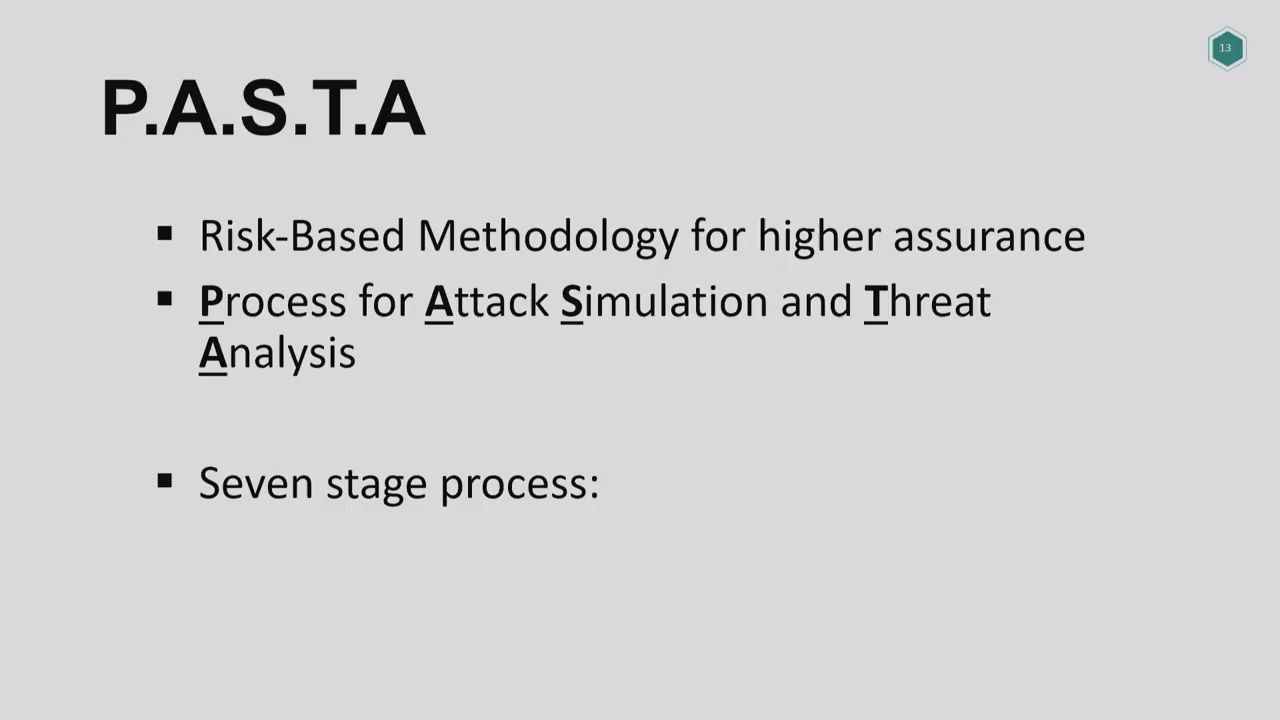 13
P.A.S.T.A
▪ Risk-Based Methodology for higher assurance
▪ Process for Attack Simulation and Threat
Analysis
▪ Seven stage process: